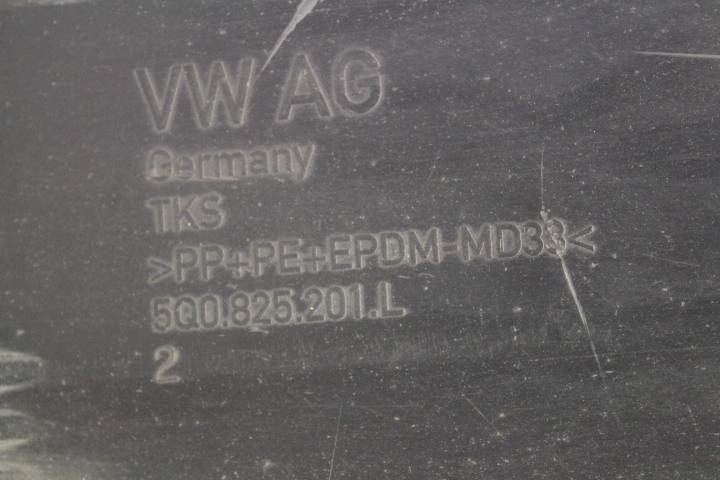 VW AG
Germany
TKS
>PP+PE+EPDM-MD33<
5Q0.825.201.L
2